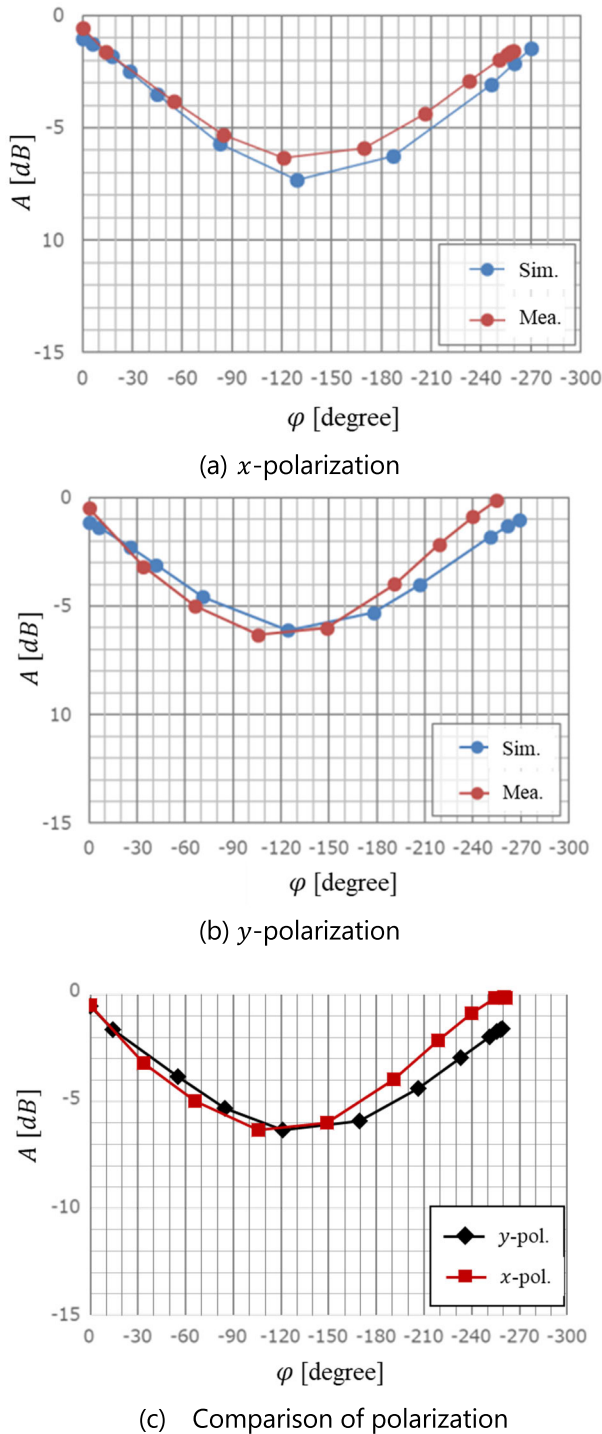 0
-5
10
-15
A [dB]
Sim.
Mea.
0 -30 -60 -90 -120 -150 -180 -210 -240 -270 -300
φ [degree]
(a) x-polarization
0
-5
10
-15
A [dB]
Sim.
Mea.
0 -30 -60 -90 -120 -150 -180 -210 -240 -270 -300
φ [degree]
(b) y-polarization
0
-5
-10
-15
A [dB]
y-pol.
x-pol.
0 -30 -60 -90 -120 -150 -180 -210 -240 -270 -300
φ [degree]
(c) Comparison of polarization